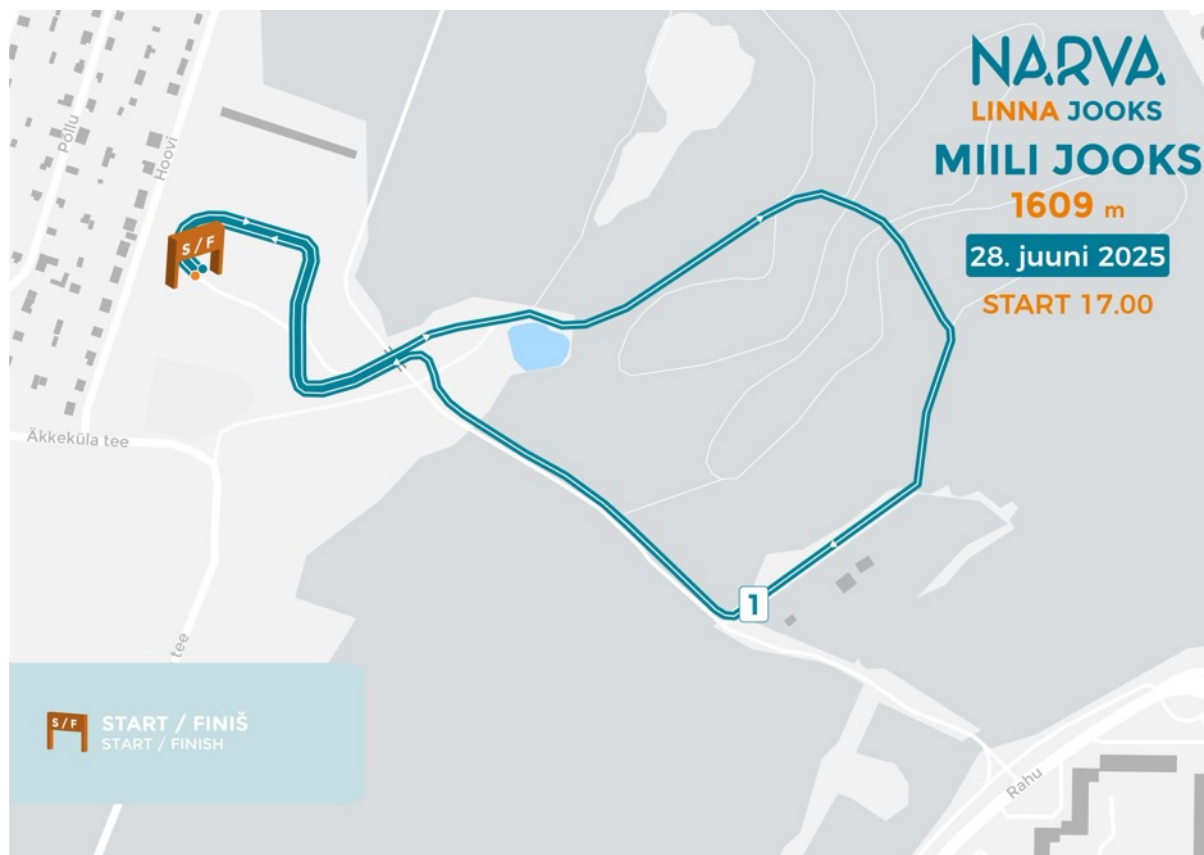 NARVA
LINNA JOOKS
MIILI JOOKS
1609 m
28. juuni 2025
START 17.00
Põllu
Hoovi
S / F
Äkkeküla tee
1
tee
S / F
START / FINIŠ
START / FINISH
Rahu